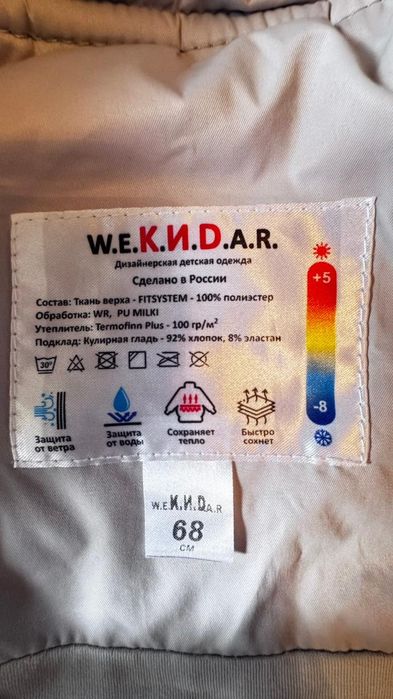 W.E.K.И.D.A.R.
Дизайнерская детская одежда
Сделано в России
Состав: Ткань верха - FITSYSTEM - 100% полиэстер
Обработка: WR, PU MILKI
Утеплитель: Termofinn Plus - 100 гр/м²
Подклад: Кулирная гладь - 92% хлопок, 8% эластан
30°
+5
-8
Защита от ветра
Защита от воды
Сохраняет тепло
Быстро сохнет
W.E.K.И.D.A.R
68
СМ